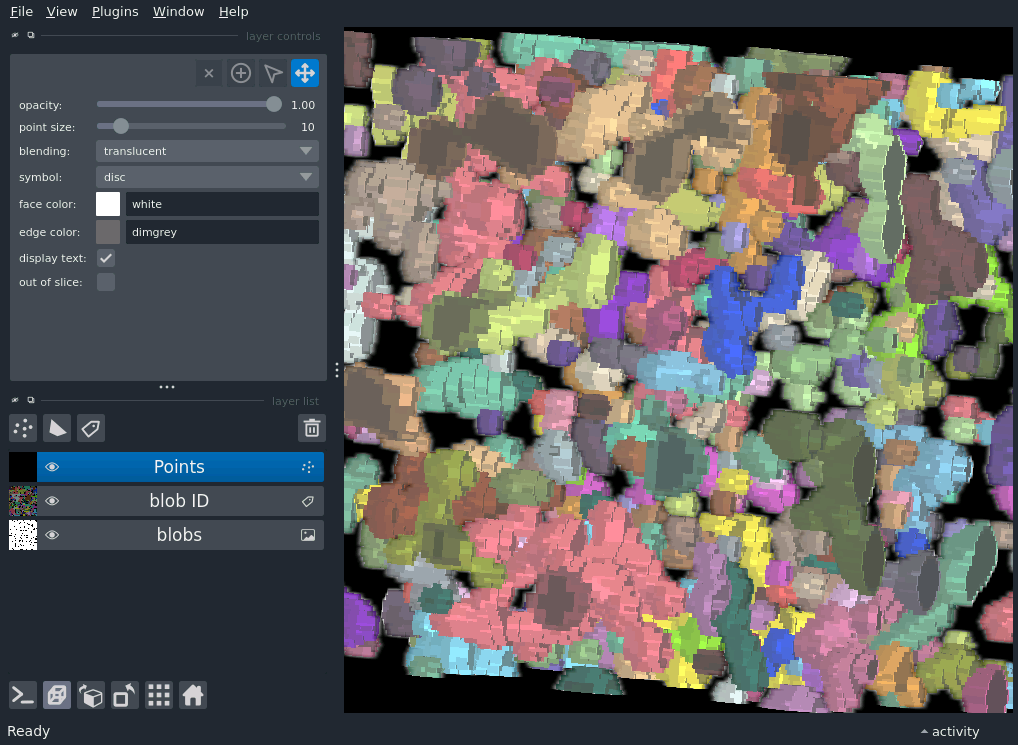 File View Plugins Window Help
layer controls
opacity: 1.00
point size: 10
blending: translucent
symbol: disc
face color: white
edge color: dimgrey
display text:
out of slice:
layer list
Points
blob ID
blobs
Ready activity